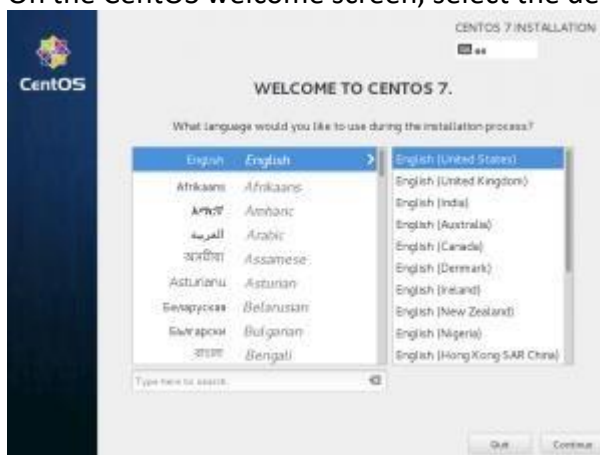 On the CentOS welcome screen, select the de
CENTOS 7 INSTALLATION
CentOS
WELCOME TO CENTOS 7.
What language would you like to use during the installation process?
English English
Afrikaans Afrikaans
አማርኛ Amharic
العربية Arabic
অসমীয়া Assamese
Asturianu Asturian
Беларуская Belarusian
Български Bulgarian
বাংলা Bengali
English (United States)
English (United Kingdom)
English (India)
English (Australia)
English (Canada)
English (Denmark)
English (Ireland)
English (New Zealand)
English (Nigeria)
English (Hong Kong SAR China)
Type here to search.
Quit
Continue